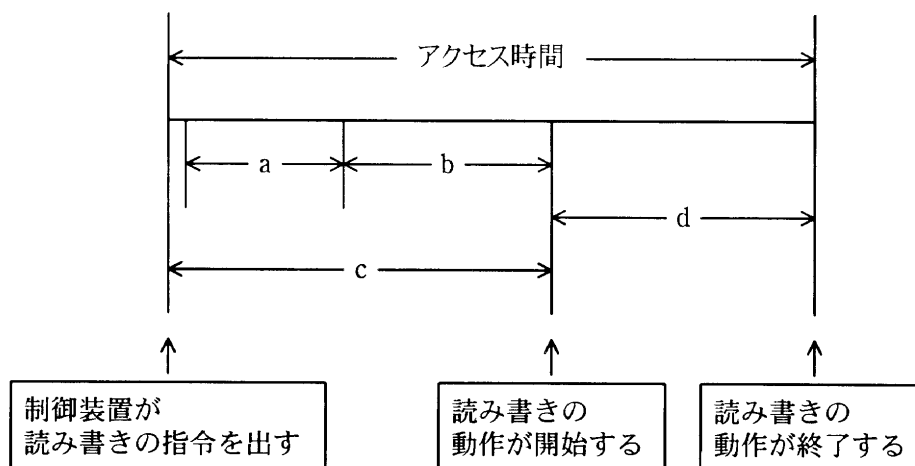 アクセス時間
a
b
d
c
制御装置が
読み書きの指令を出す
読み書きの
動作が開始する
読み書きの
動作が終了する